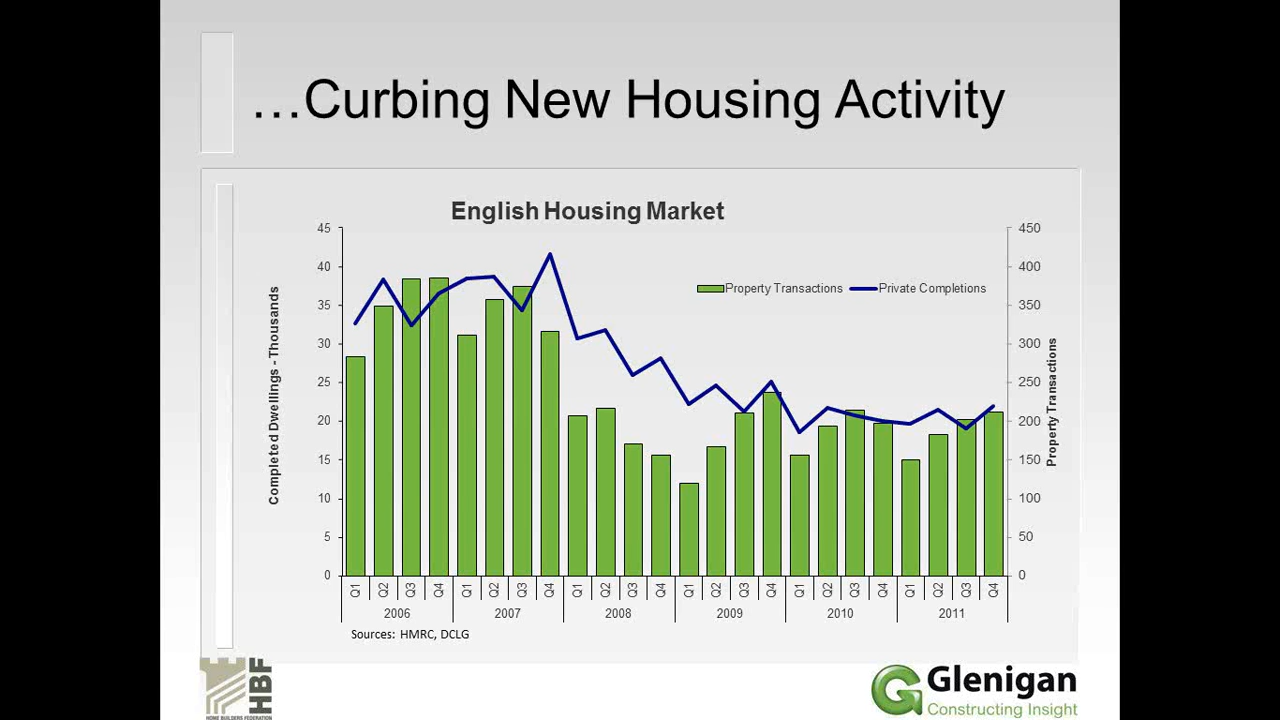 ...Curbing New Housing Activity
English Housing Market
45
40
35
30
25
20
15
10
5
0
Completed Dwellings - Thousands
450
400
350
300
250
200
150
100
50
0
Property Transactions
Property Transactions
Private Completions
Q1 Q2 Q3 Q4 Q1 Q2 Q3 Q4 Q1 Q2 Q3 Q4 Q1 Q2 Q3 Q4 Q1 Q2 Q3 Q4 Q1 Q2 Q3 Q4
2006 2007 2008 2009 2010 2011
Sources: HMRC, DCLG
HBF
HOME BUILDERS FEDERATION
Glenigan
Constructing Insight